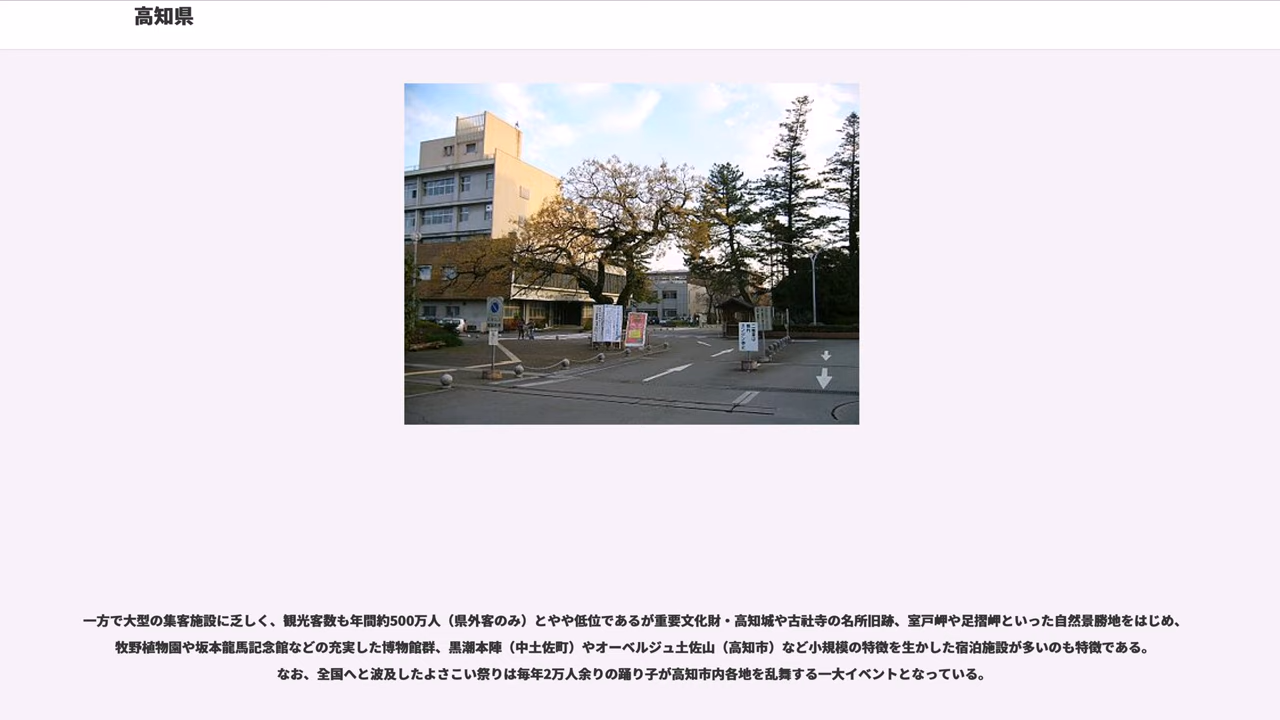 高知県
一方で大型の集客施設に乏しく、観光客数も年間約500万人（県外客のみ）とやや低位であるが重要文化財・高知城や古社寺の名所旧跡、室戸岬や足摺岬といった自然景勝地をはじめ、
牧野植物園や坂本龍馬記念館などの充実した博物館群、黒潮本陣（中土佐町）やオーベルジュ土佐山（高知市）など小規模の特徴を生かした宿泊施設が多いのも特徴である。
なお、全国へと波及したよさこい祭りは毎年2万人余りの踊り子が高知市内各地を乱舞する一大イベントとなっている。